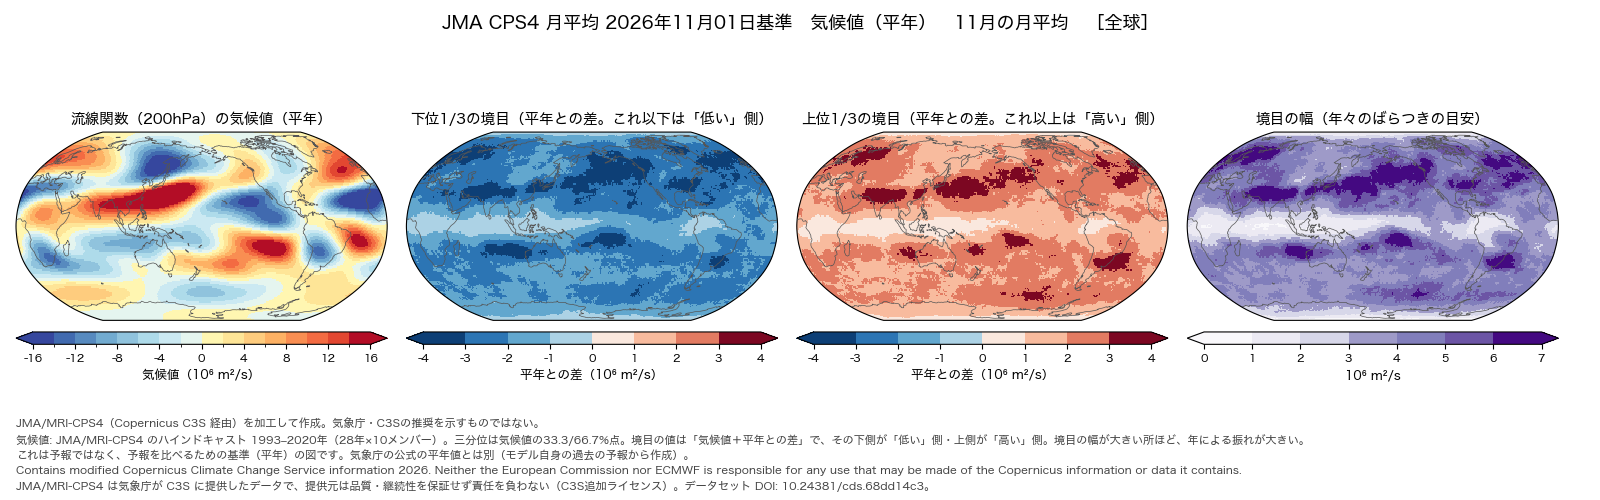 JMA CPS4 月平均 2026年11月01日基準　気候値（平年）　11月の月平均　［全球］
流線関数（200hPa）の気候値（平年）
下位1/3の境目（平年との差。これ以下は「低い」側）
上位1/3の境目（平年との差。これ以上は「高い」側）
境目の幅（年々のばらつきの目安）
-16 -12 -8 -4 0 4 8 12 16
-4 -3 -2 -1 0 1 2 3 4
-4 -3 -2 -1 0 1 2 3 4
0 1 2 3 4 5 6 7
気候値（10⁶ m²/s）
平年との差（10⁶ m²/s）
平年との差（10⁶ m²/s）
10⁶ m²/s
JMA/MRI-CPS4（Copernicus C3S 経由）を加工して作成。気象庁・C3Sの推奨を示すものではない。
気候値: JMA/MRI-CPS4 のハインドキャスト 1993–2020年（28年×10メンバー）。三分位は気候値の33.3/66.7%点。境目の値は「気候値＋平年との差」で、その下側が「低い」側・上側が「高い」側。境目の幅が大きい所ほど、年による振れが大きい。
これは予報ではなく、予報を比べるための基準（平年）の図です。気象庁の公式の平年値とは別（モデル自身の過去の予報から作成）。
Contains modified Copernicus Climate Change Service information 2026. Neither the European Commission nor ECMWF is responsible for any use that may be made of the Copernicus information or data it contains.
JMA/MRI-CPS4 は気象庁が C3S に提供したデータで、提供元は品質・継続性を保証せず責任を負わない（C3S追加ライセンス）。データセット DOI: 10.24381/cds.68dd14c3。